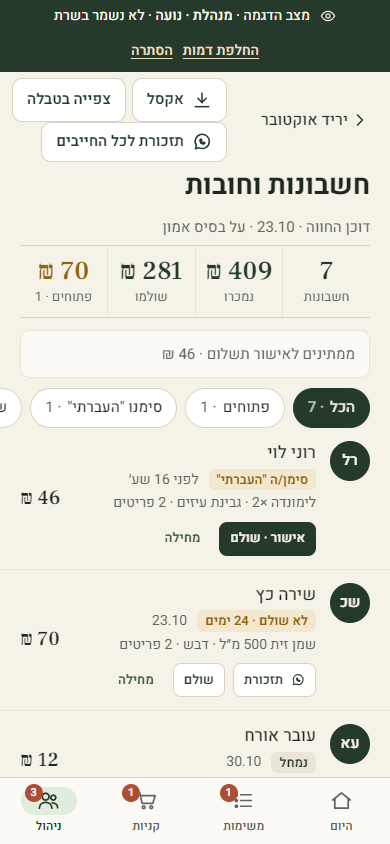 מצב הדגמה · מנהלת · נועה · לא נשמר בשרת
החלפת דמות הסתרה
יריד אוקטובר
אקסל
צפייה בטבלה
תזכורת לכל החייבים
חשבונות וחובות
דוכן החווה · 23.10 · על בסיס אמון
7 409 ₪ 281 ₪ 70 ₪
חשבונות נמכרו שולמו פתוחים · 1
ממתינים לאישור תשלום · 46 ₪
הכל · 7 פתוחים · 1 סימנו "העברתי" · 1
רל
רוני לוי
סימן/ה "העברתי" לפני 16 שע׳
לימונדה ×2 · גבינת עיזים · 2 פריטים
46 ₪
אישור · שולם מחילה
שכ
שירה כץ
לא שולם · 24 ימים 23.10
שמן זית 500 מ״ל · דבש · 2 פריטים
70 ₪
תזכורת שולם מחילה
עא
עובר אורח
נמחל 30.10
12 ₪
1 1 3
היום משימות קניות ניהול